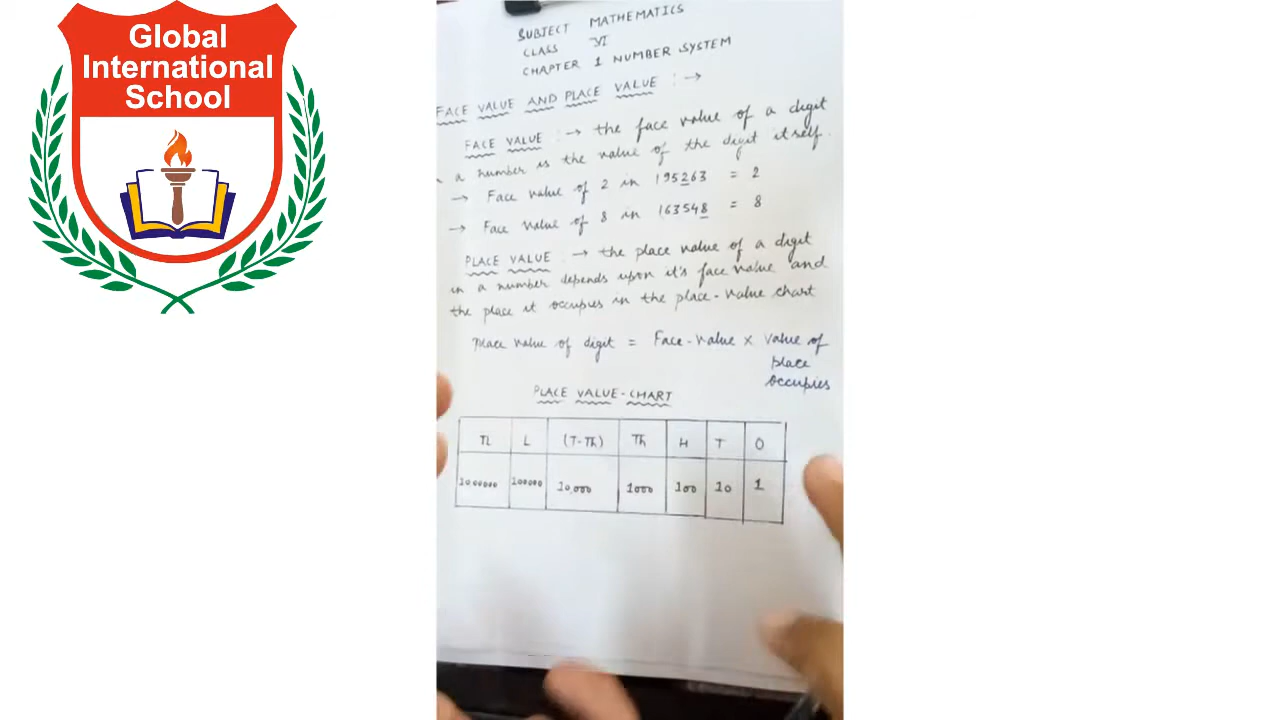 Global
International
School
SUBJECT MATHEMATICS
CLASS VI
CHAPTER 1 NUMBER SYSTEM
FACE VALUE AND PLACE VALUE :→
FACE VALUE :→ the face value of a digit
a number is the value of the digit itself.
→ Face value of 2 in 195263 = 2
→ Face value of 8 in 163548 = 8
PLACE VALUE :→ the place value of a digit
in a number depends upon it's face value and
the place it occupies in the place-value chart
Place value of digit = Face-value × value of
place
occupies
PLACE VALUE-CHART
TL L (T-Th) Th H T O
1000000 100000 10,000 1000 100 10 1